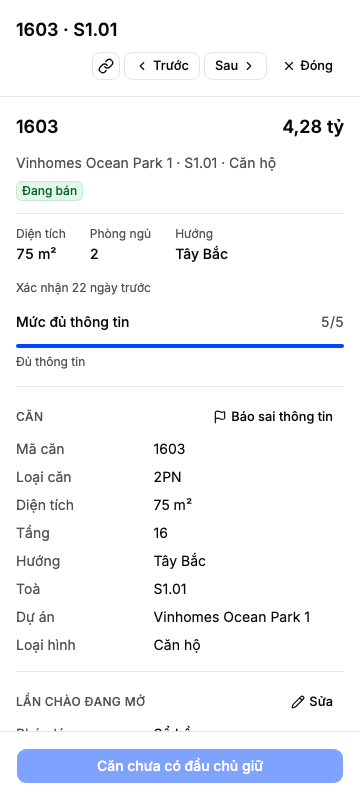 1603 · S1.01
Trước
Sau
Đóng
1603
4,28 tỷ
Vinhomes Ocean Park 1 · S1.01 · Căn hộ
Đang bán
Diện tích
Phòng ngủ
Hướng
75 m²
2
Tây Bắc
Xác nhận 22 ngày trước
Mức đủ thông tin
5/5
Đủ thông tin
CĂN
Báo sai thông tin
Mã căn
1603
Loại căn
2PN
Diện tích
75 m²
Tầng
16
Hướng
Tây Bắc
Toà
S1.01
Dự án
Vinhomes Ocean Park 1
Loại hình
Căn hộ
LẦN CHÀO ĐANG MỞ
Sửa
Căn chưa có đầu chủ giữ